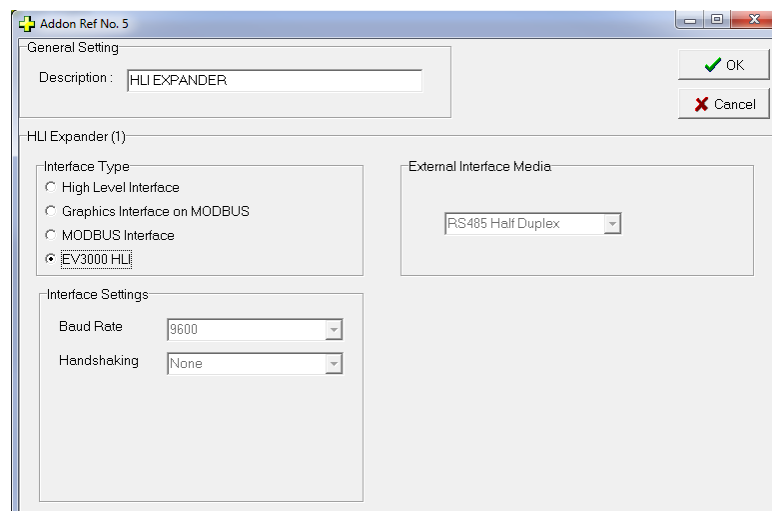 Addon Ref No. 5
General Setting
Description : HLI EXPANDER
OK
Cancel
HLI Expander (1)
Interface Type
High Level Interface
Graphics Interface on MODBUS
MODBUS Interface
EV3000 HLI
External Interface Media
RS485 Half Duplex
Interface Settings
Baud Rate 9600
Handshaking None